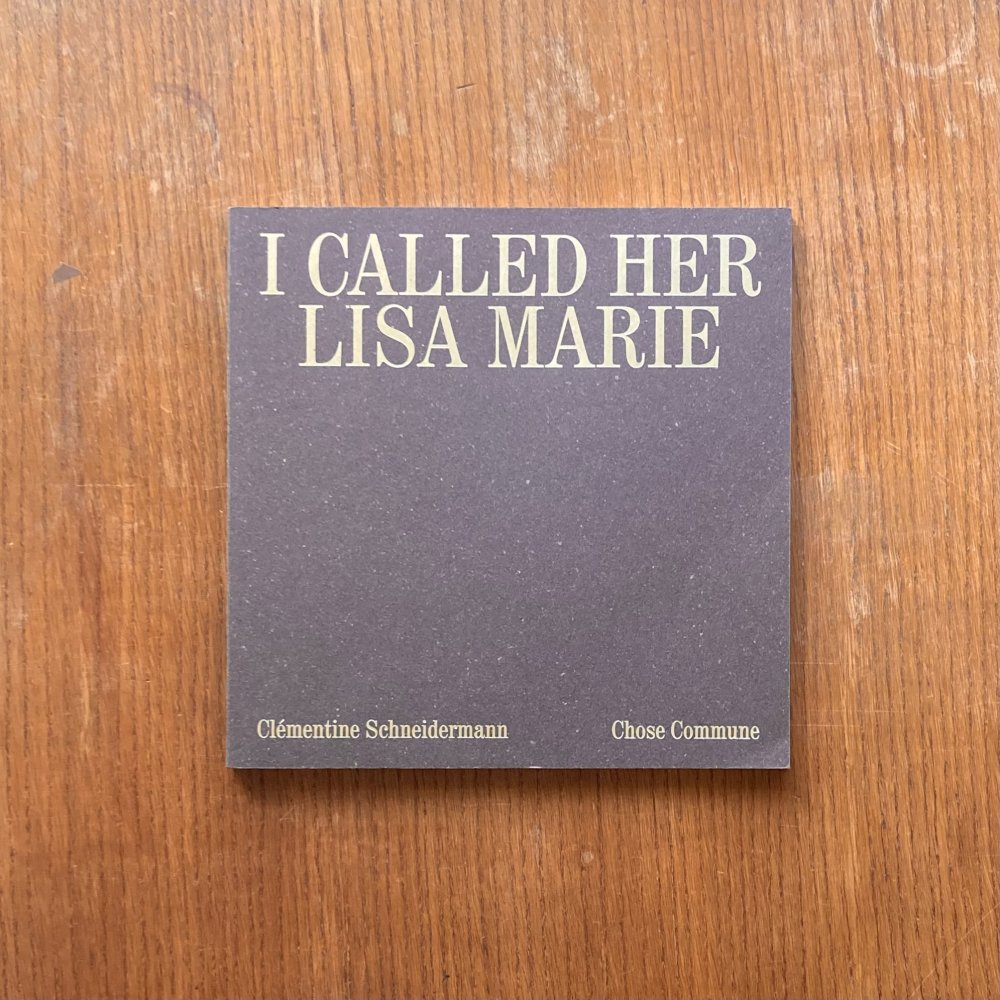 I CALLED HER
LISA MARIE
Clémentine Schneidermann
Chose Commune